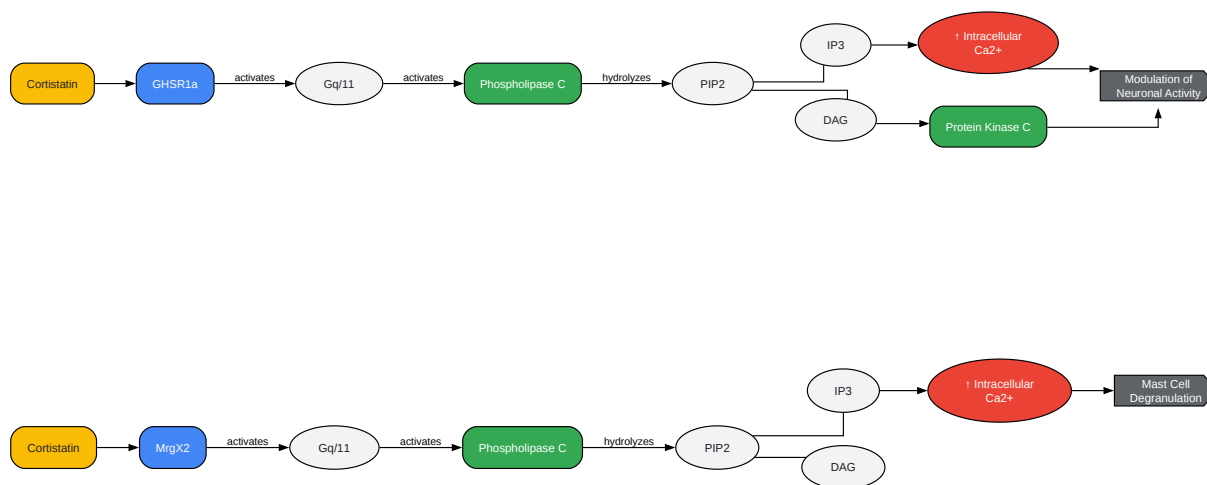 Cortistatin
GHSR1a
activates
Gq/11
activates
Phospholipase C
hydrolyzes
PIP2
IP3
↑ Intracellular
Ca2+
DAG
Protein Kinase C
Modulation of
Neuronal Activity
Cortistatin
MrgX2
activates
Gq/11
activates
Phospholipase C
hydrolyzes
PIP2
IP3
↑ Intracellular
Ca2+
Mast Cell
Degranulation
DAG